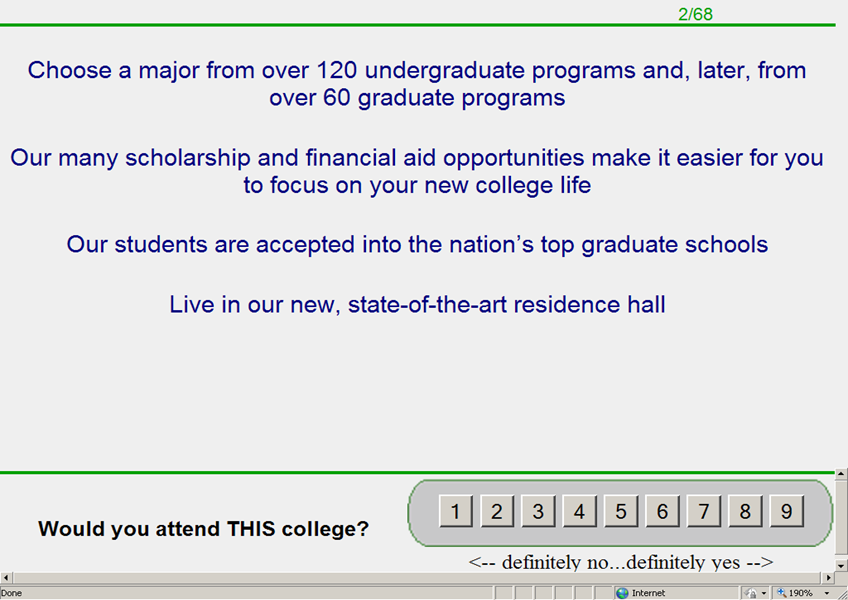 2/68
Choose a major from over 120 undergraduate programs and, later, from
over 60 graduate programs
Our many scholarship and financial aid opportunities make it easier for you
to focus on your new college life
Our students are accepted into the nation’s top graduate schools
Live in our new, state-of-the-art residence hall
Would you attend THIS college?
1 2 3 4 5 6 7 8 9
<-- definitely no...definitely yes -->
Done Internet 190%